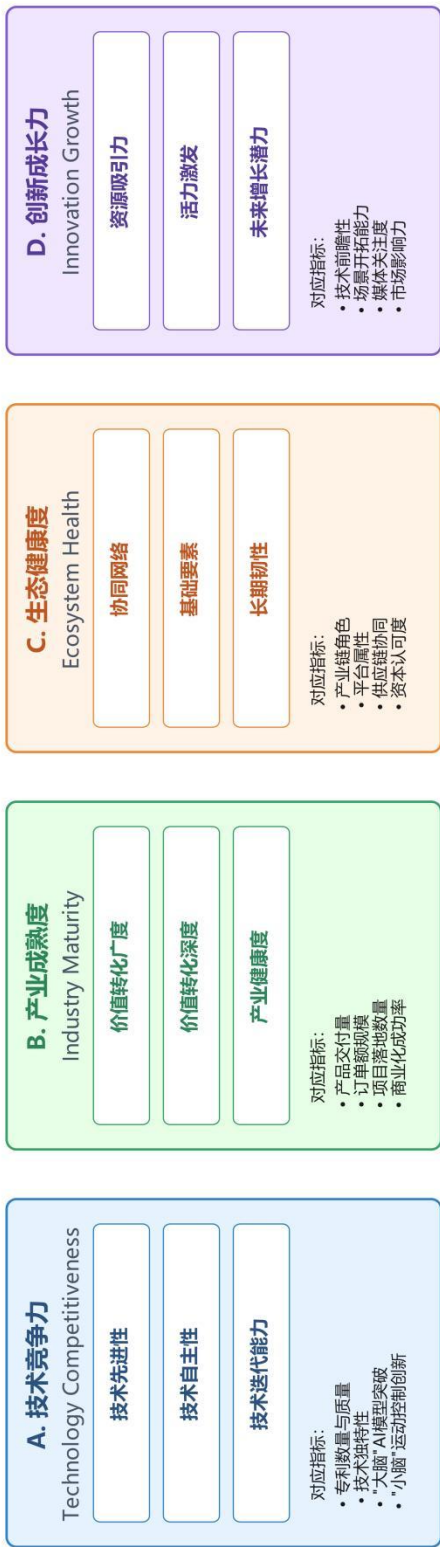 A. 技术竞争力
Technology Competitiveness
技术先进性
技术自主性
技术迭代能力
对应指标：
• 专利数量与质量
• 技术独特性
• "大脑"AI模型突破
• "小脑"运动控制创新
B. 产业成熟度
Industry Maturity
价值转化广度
价值转化深度
产业健康度
对应指标：
• 产品交付量
• 订单额规模
• 项目落地数量
• 商业化成功率
C. 生态健康度
Ecosystem Health
协同网络
基础要素
长期韧性
对应指标：
• 产业链角色
• 平台属性
• 供应链协同
• 资本认可度
D. 创新成长力
Innovation Growth
资源吸引力
活力激发
未来增长潜力
对应指标：
• 技术前瞻性
• 场景开拓能力
• 媒体关注度
• 市场影响力